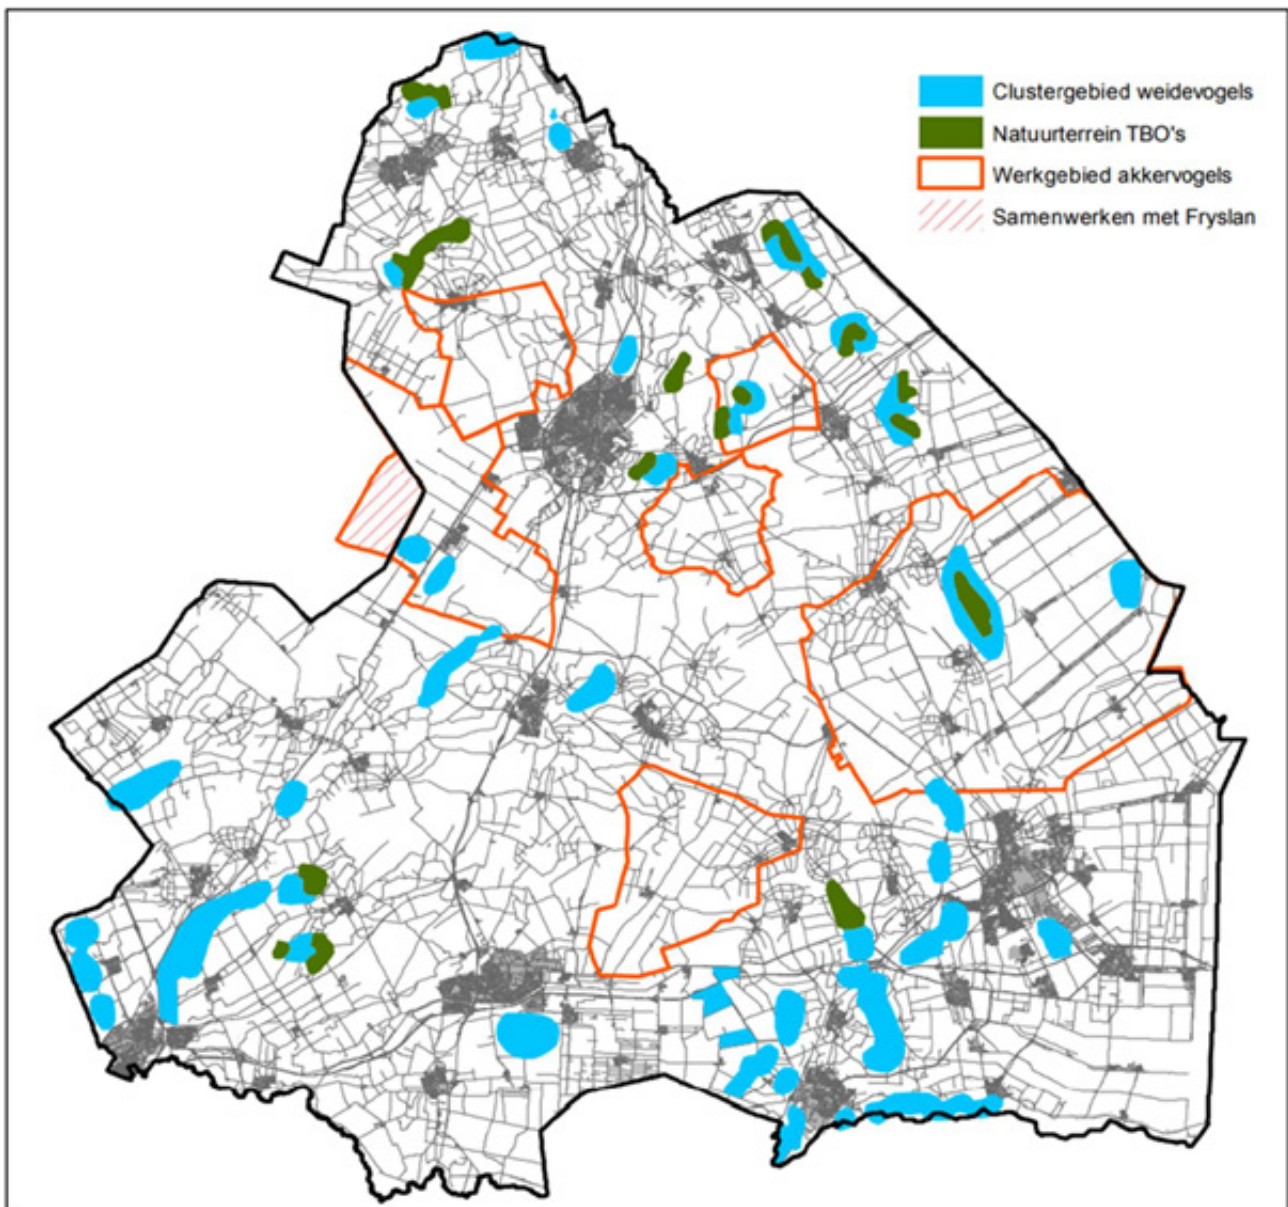 Clustergebied weidevogels
Natuurterrein TBO's
Werkgebied akkervogels
Samenwerken met Fryslan